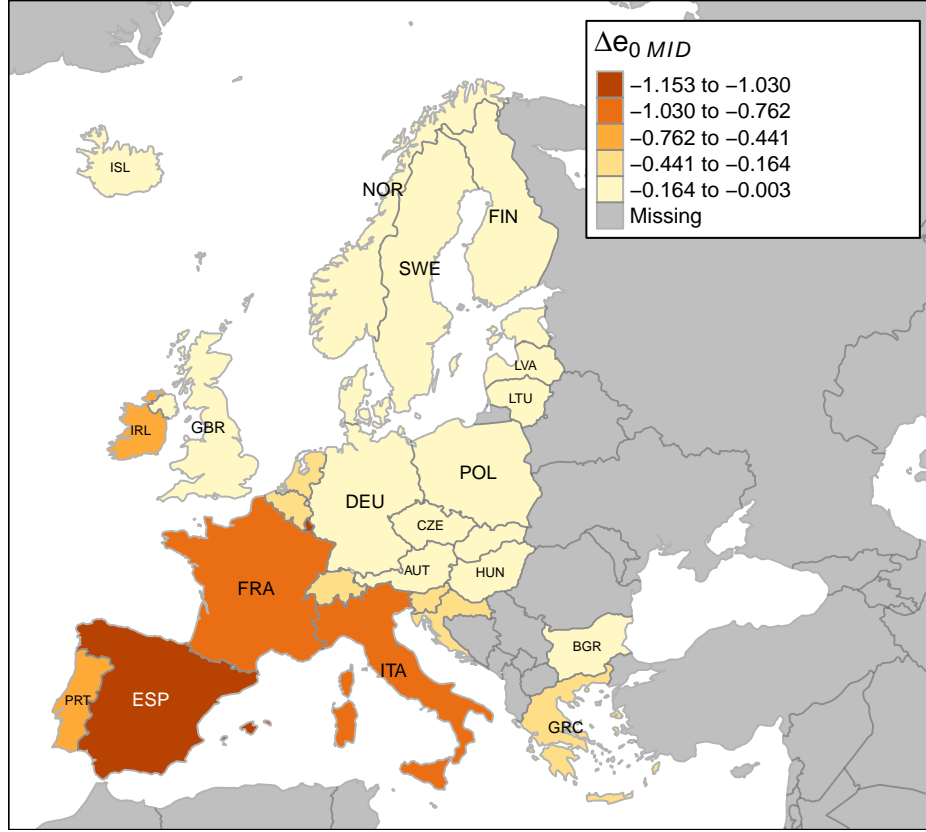 Δe0 MID
−1.153 to −1.030
−1.030 to −0.762
−0.762 to −0.441
−0.441 to −0.164
−0.164 to −0.003
Missing
ISL
NOR
FIN
SWE
LVA
LTU
IRL
GBR
POL
DEU
CZE
AUT
HUN
FRA
BGR
ITA
PRT
ESP
GRC